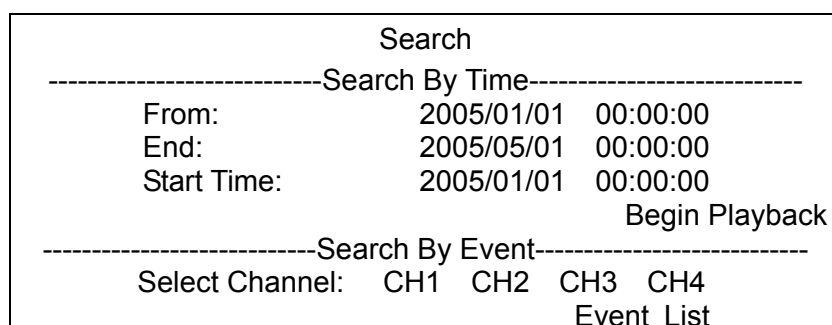 Search
----------------------------Search By Time----------------------------
From: 2005/01/01 00:00:00
End: 2005/05/01 00:00:00
Start Time: 2005/01/01 00:00:00
Begin Playback
----------------------------Search By Event----------------------------
Select Channel: CH1 CH2 CH3 CH4
Event List